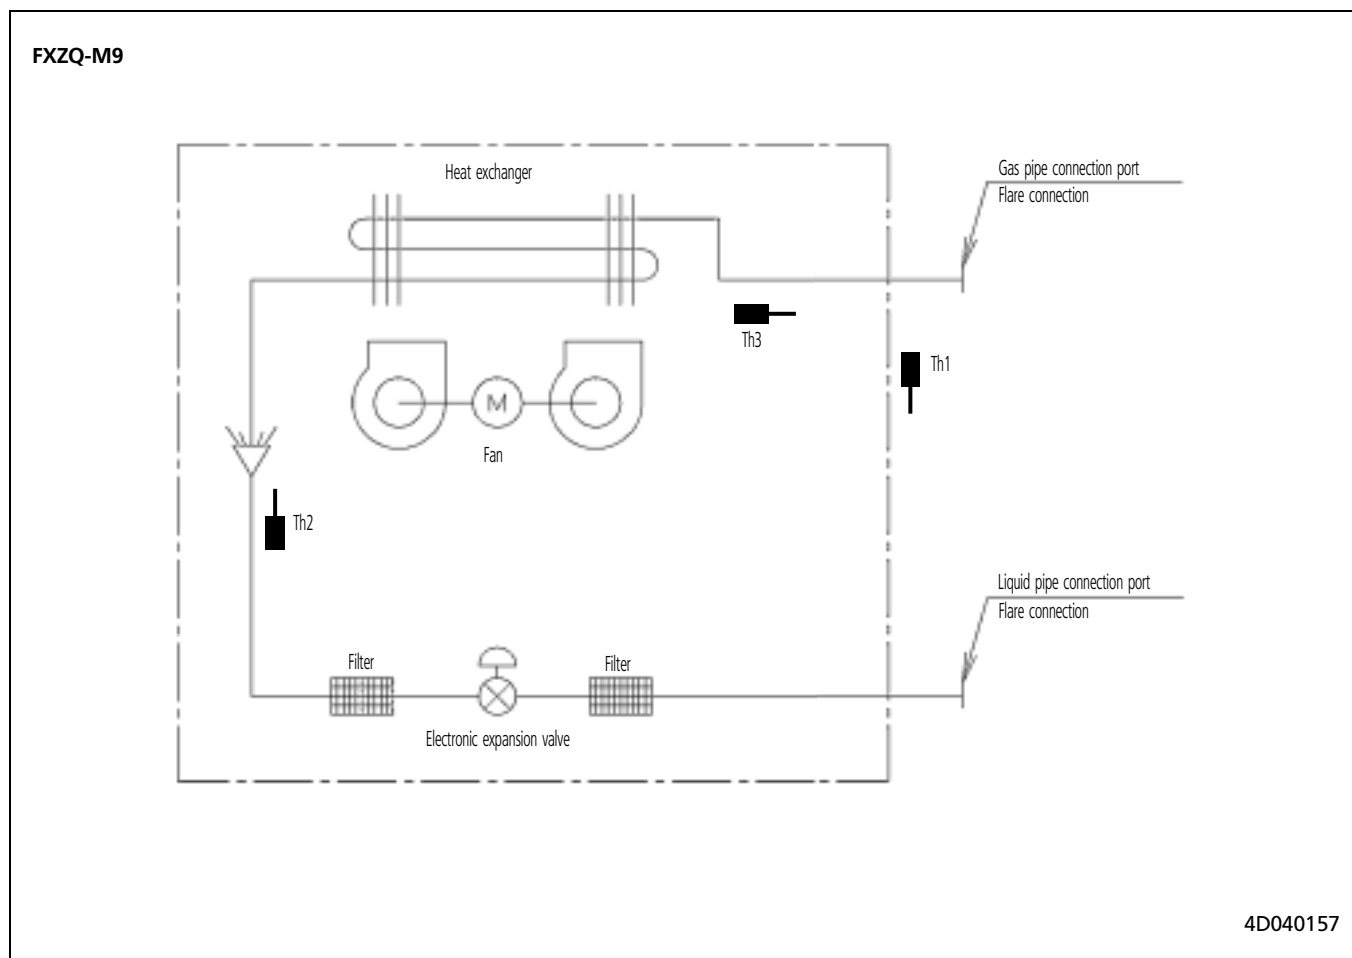 FXZQ-M9
Heat exchanger
Gas pipe connection port
Flare connection
Th3
Th1
M
Fan
Th2
Liquid pipe connection port
Flare connection
Filter
Filter
Electronic expansion valve
4D040157